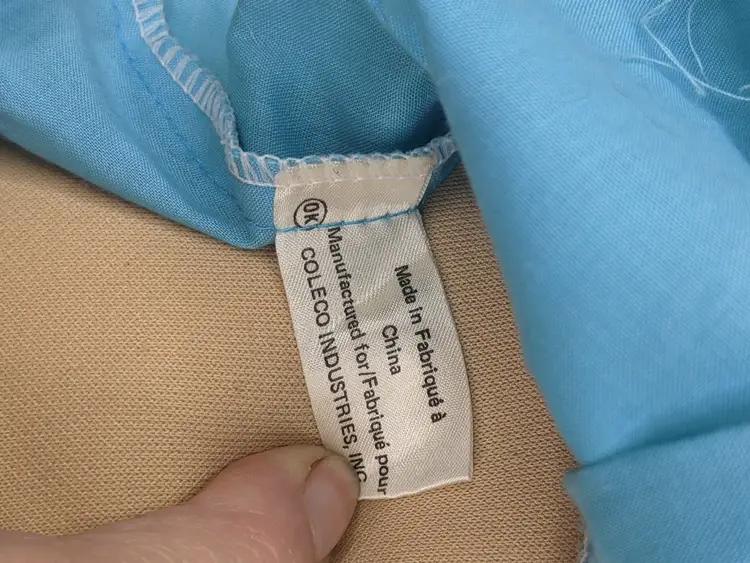 Made in Fabriqué à
China
Manufactured for/Fabriqué pour
COLECO INDUSTRIES, INC
OK